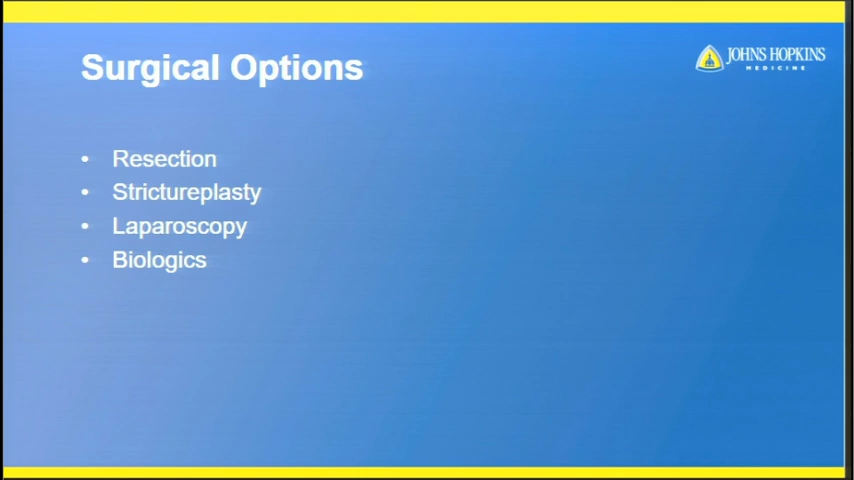 Surgical Options
JOHNS HOPKINS
MEDICINE
• Resection
• Strictureplasty
• Laparoscopy
• Biologics